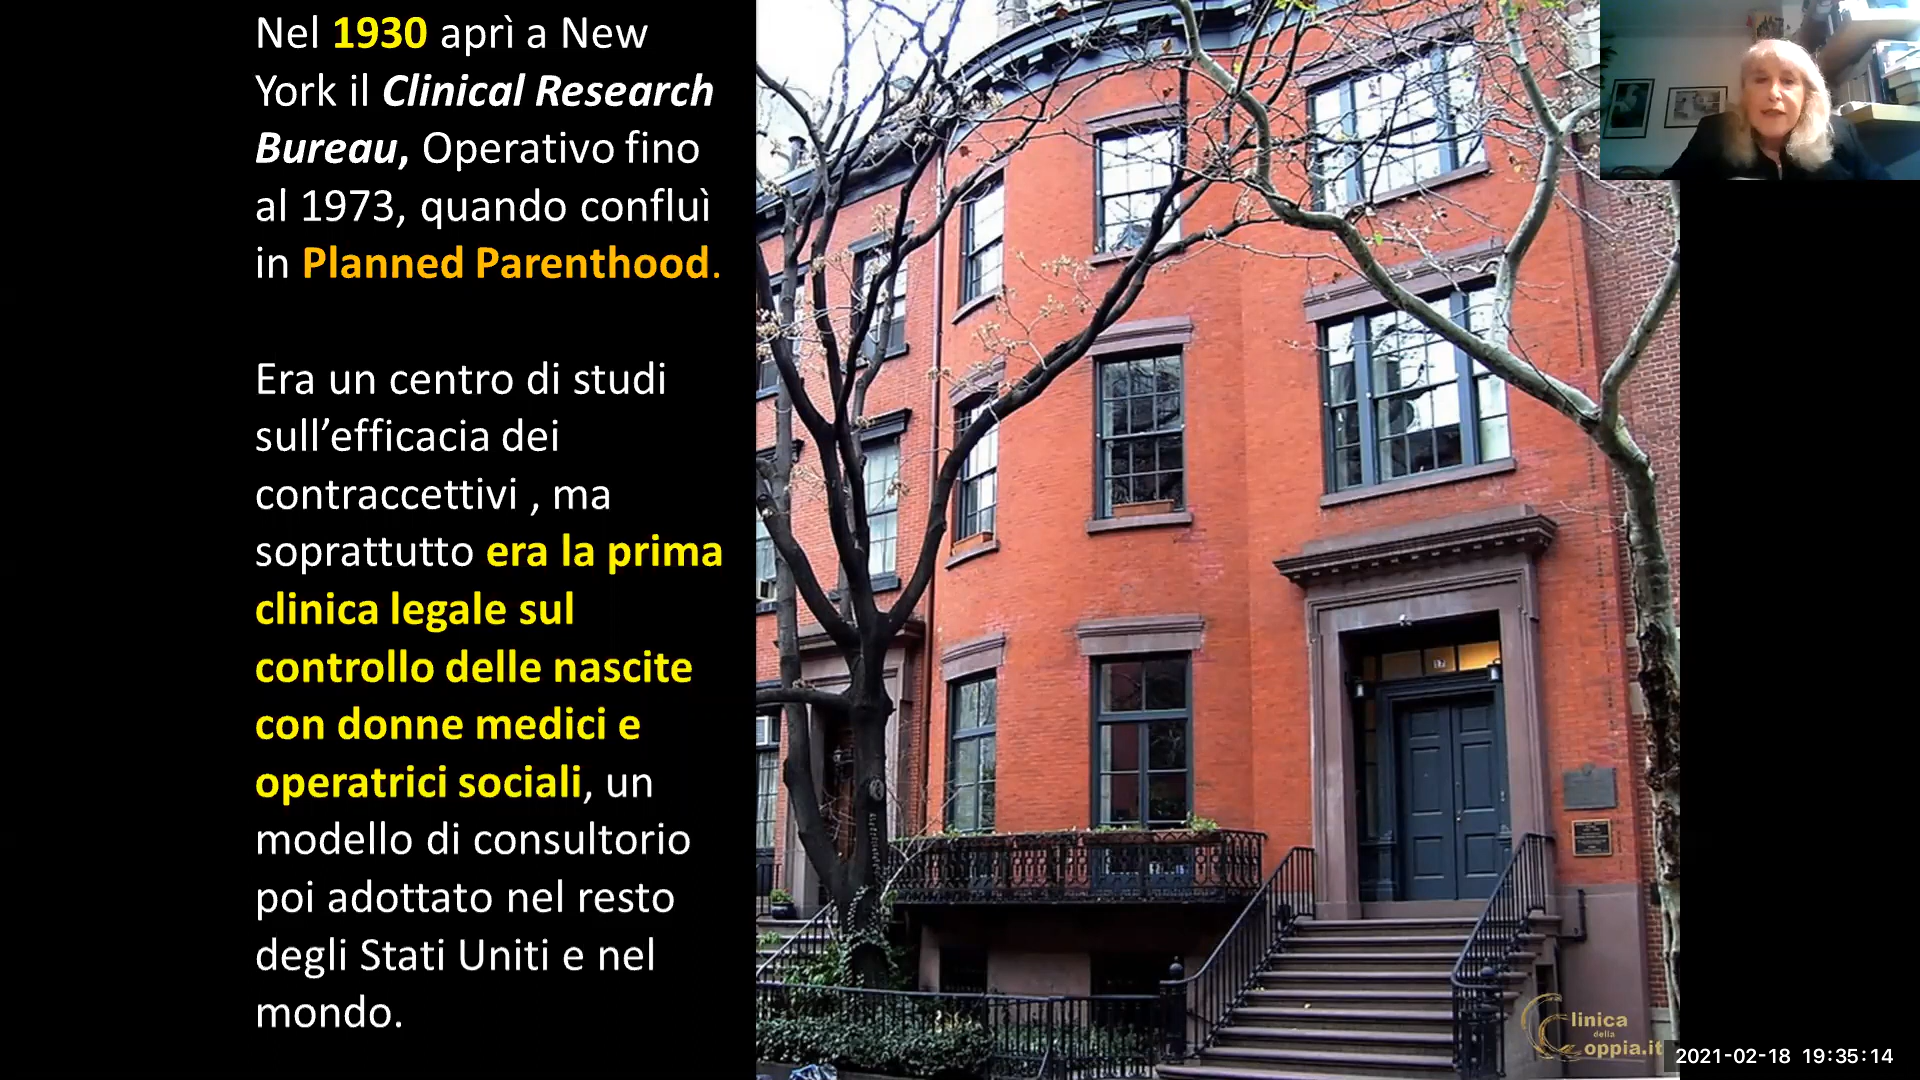 Nel 1930 aprì a New
York il Clinical Research
Bureau, Operativo fino
al 1973, quando confluì
in Planned Parenthood.
Era un centro di studi
sull’efficacia dei
contraccettivi , ma
soprattutto era la prima
clinica legale sul
controllo delle nascite
con donne medici e
operatrici sociali, un
modello di consultorio
poi adottato nel resto
degli Stati Uniti e nel
mondo.
17
Clinica
della
Coppia.it
2021-02-18 19:35:14